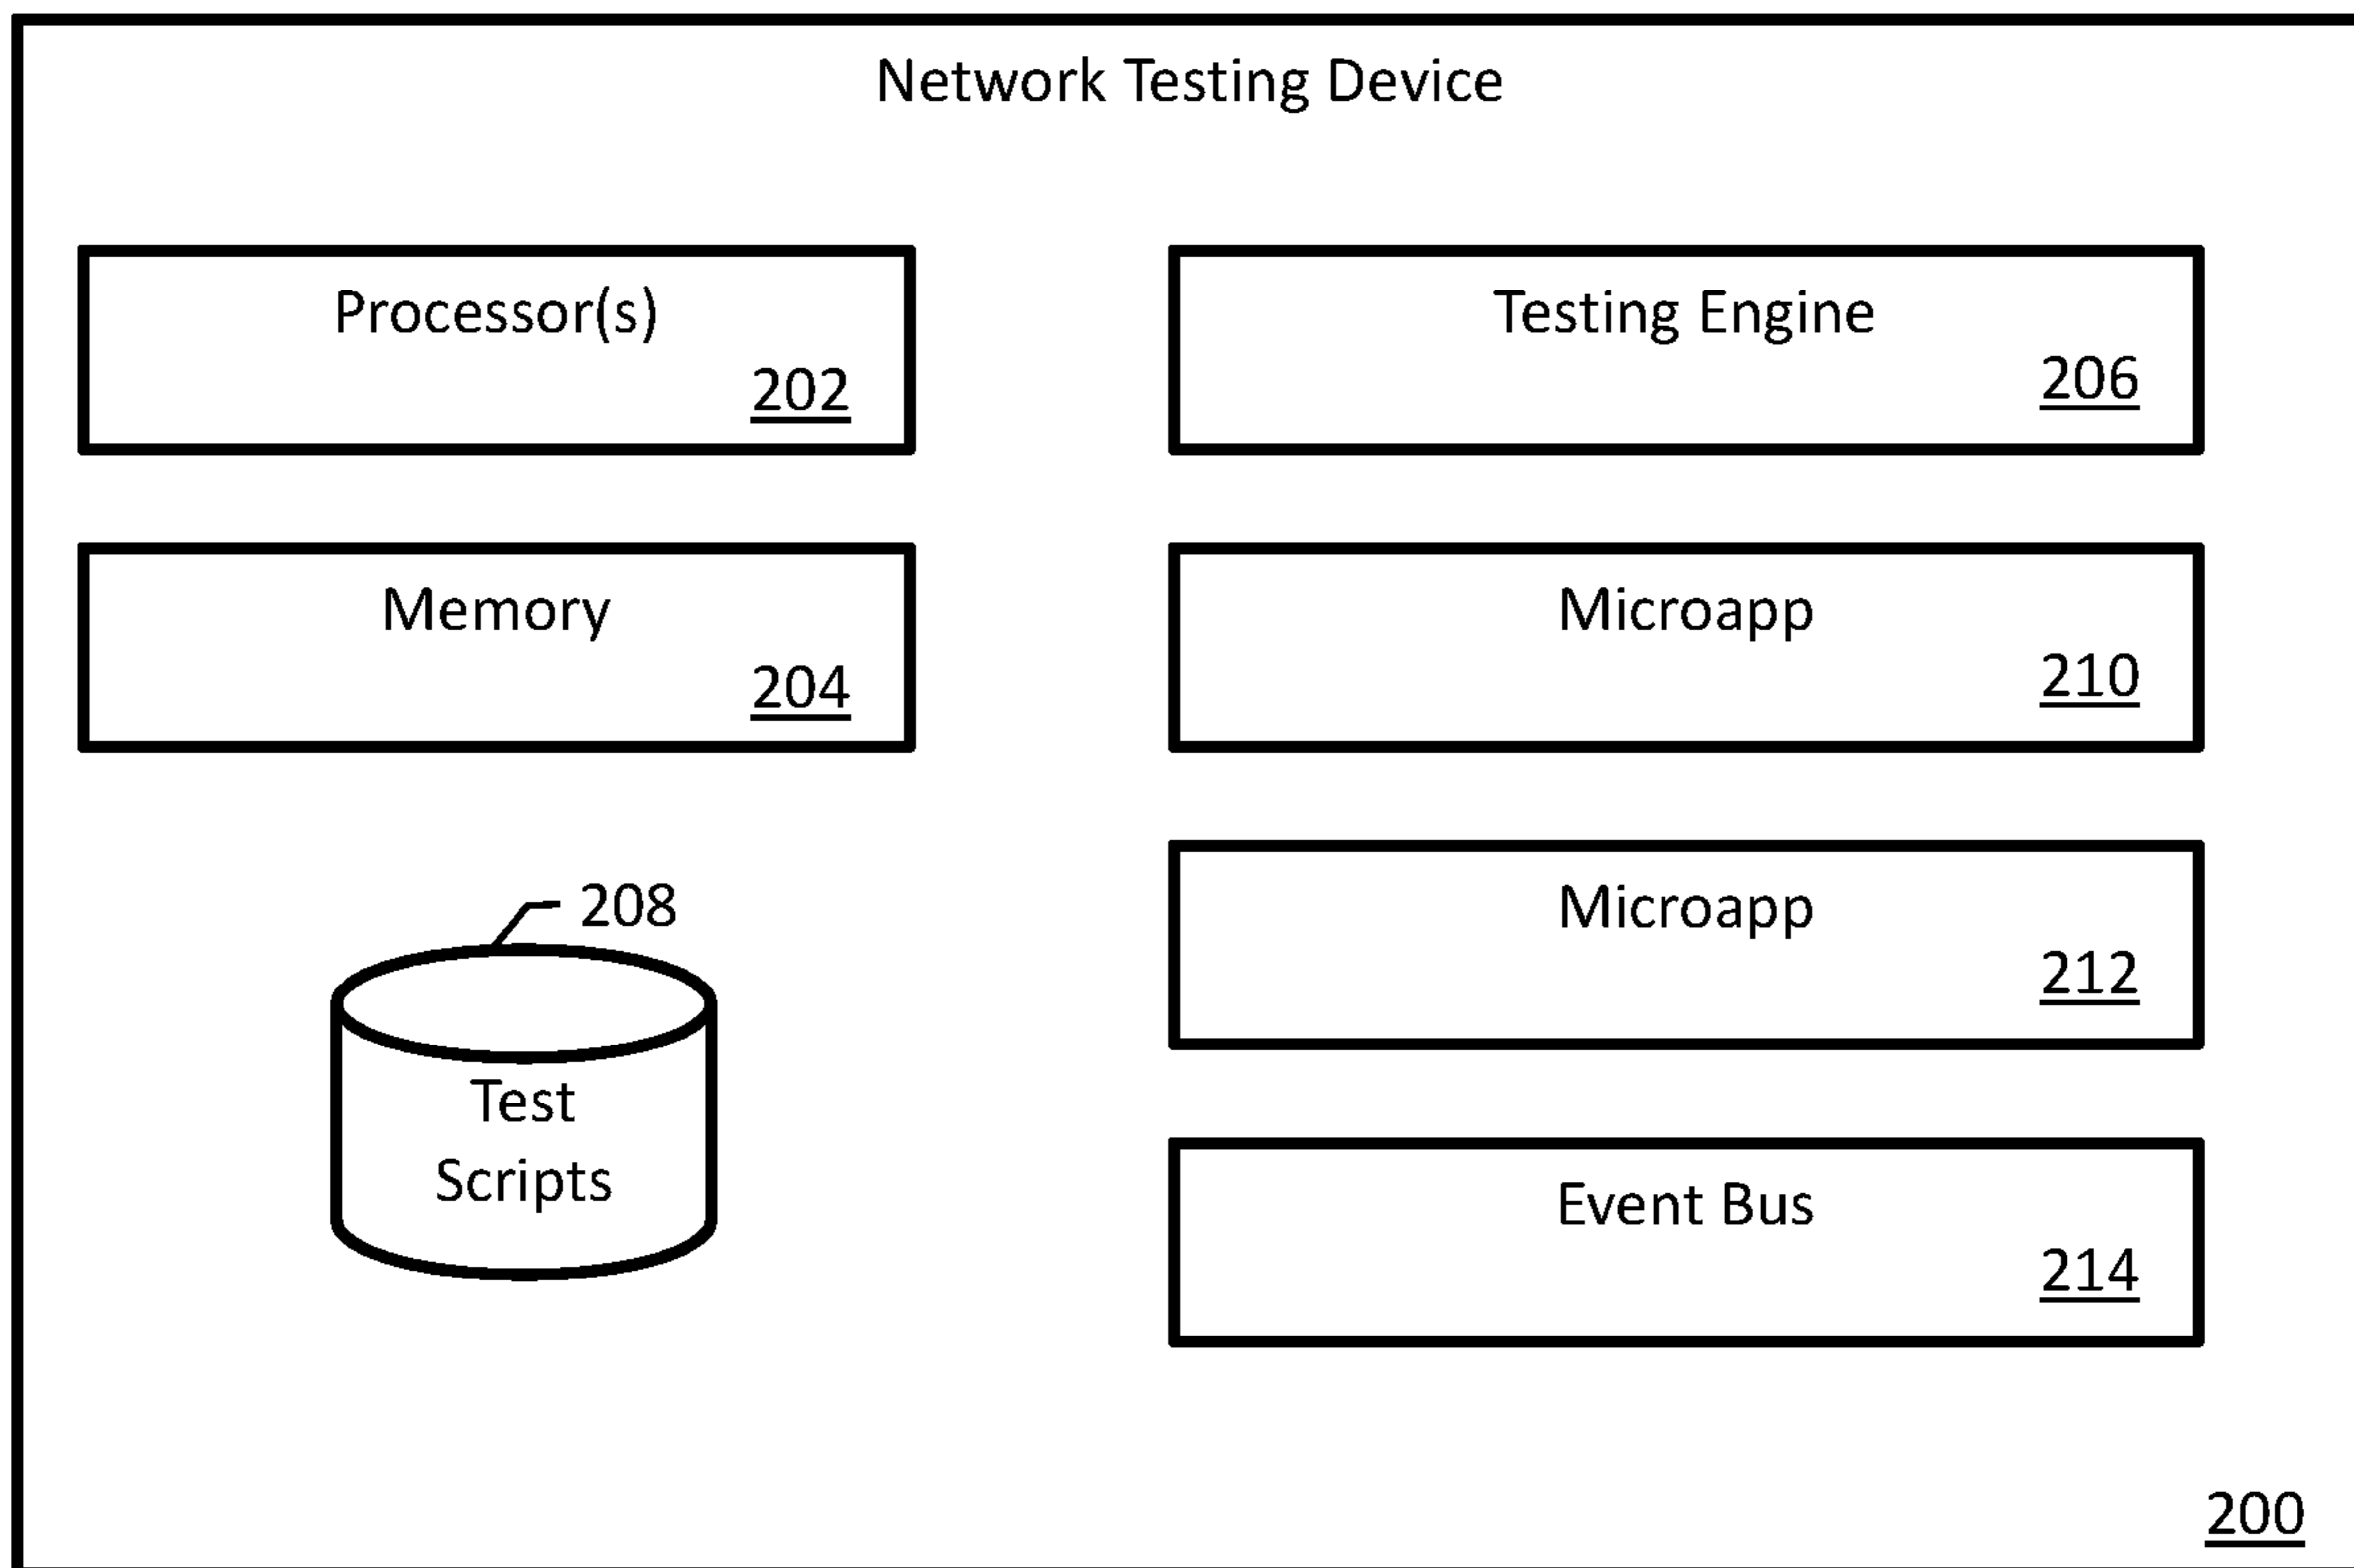 Network Testing Device
Processor(s)
202
Memory
204
208
Test
Scripts
Testing Engine
206
Microapp
210
Microapp
212
Event Bus
214
200